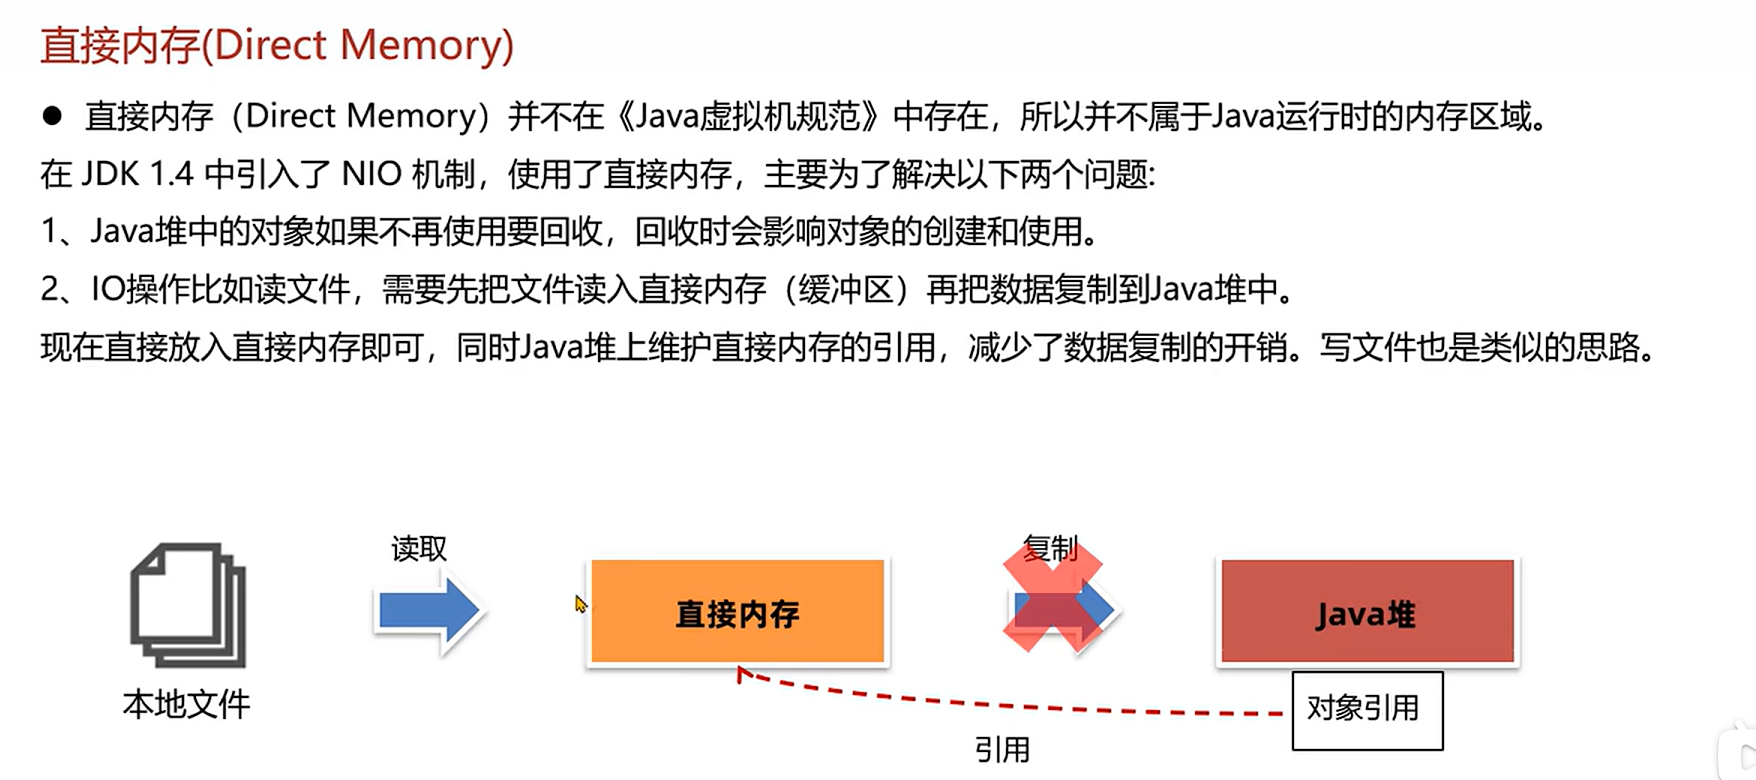 直接内存(Direct Memory)
● 直接内存（Direct Memory）并不在《Java虚拟机规范》中存在，所以并不属于Java运行时的内存区域。
在 JDK 1.4 中引入了 NIO 机制，使用了直接内存，主要为了解决以下两个问题:
1、Java堆中的对象如果不再使用要回收，回收时会影响对象的创建和使用。
2、IO操作比如读文件，需要先把文件读入直接内存（缓冲区）再把数据复制到Java堆中。
现在直接放入直接内存即可，同时Java堆上维护直接内存的引用，减少了数据复制的开销。写文件也是类似的思路。
读取
复制
直接内存
Java堆
本地文件
对象引用
引用